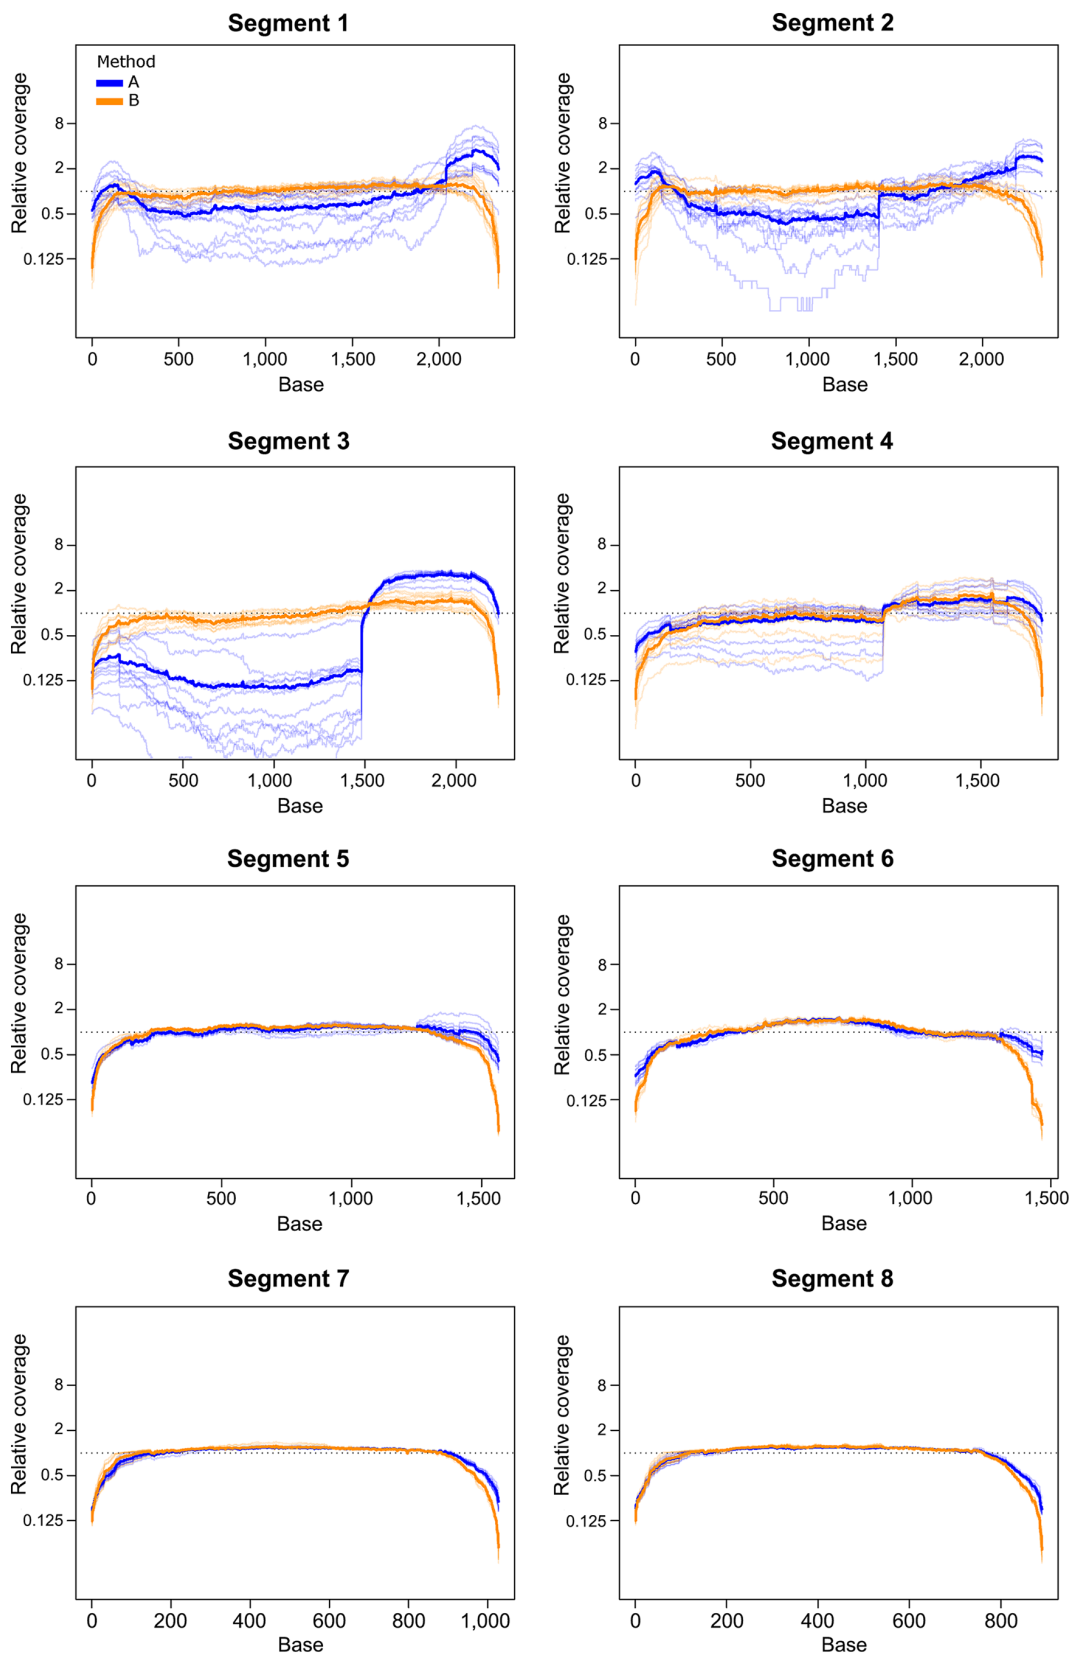 Segment 1
Method
A
B
Relative coverage
8
2
0.5
0.125
0 500 1,000 1,500 2,000
Base
Segment 2
Relative coverage
8
2
0.5
0.125
0 500 1,000 1,500 2,000
Base
Segment 3
Relative coverage
8
2
0.5
0.125
0 500 1,000 1,500 2,000
Base
Segment 4
Relative coverage
8
2
0.5
0.125
0 500 1,000 1,500
Base
Segment 5
Relative coverage
8
2
0.5
0.125
0 500 1,000 1,500
Base
Segment 6
Relative coverage
8
2
0.5
0.125
0 500 1,000 1,500
Base
Segment 7
Relative coverage
8
2
0.5
0.125
0 200 400 600 800 1,000
Base
Segment 8
Relative coverage
8
2
0.5
0.125
0 200 400 600 800
Base